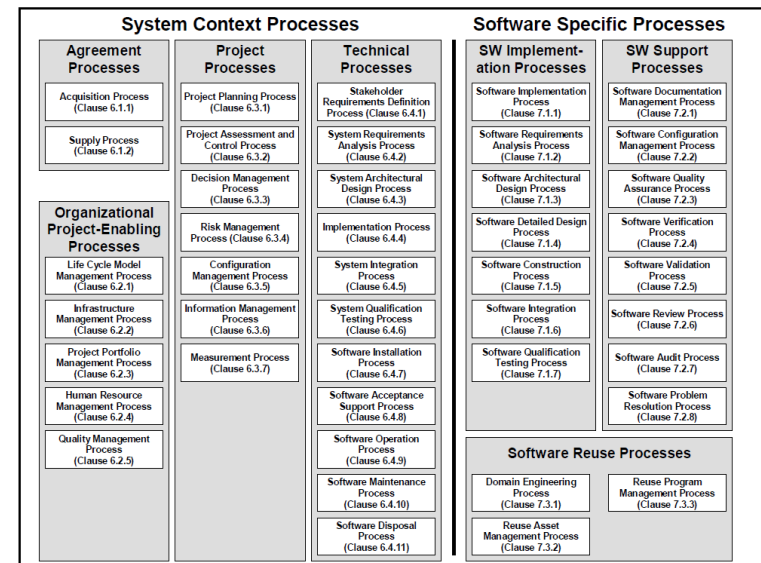 System Context Processes
Software Specific Processes
Agreement
Processes
Acquisition Process
(Clause 6.1.1)
Supply Process
(Clause 6.1.2)
Organizational
Project-Enabling
Processes
Life Cycle Model
Management Process
(Clause 6.2.1)
Infrastructure
Management Process
(Clause 6.2.2)
Project Portfolio
Management Process
(Clause 6.2.3)
Human Resource
Management Process
(Clause 6.2.4)
Quality Management
Process
(Clause 6.2.5)
Project
Processes
Project Planning Process
(Clause 6.3.1)
Project Assessment and
Control Process
(Clause 6.3.2)
Decision Management
Process
(Clause 6.3.3)
Risk Management
Process (Clause 6.3.4)
Configuration
Management Process
(Clause 6.3.5)
Information Management
Process
(Clause 6.3.6)
Measurement Process
(Clause 6.3.7)
Technical
Processes
Stakeholder
Requirements Definition
Process (Clause 6.4.1)
System Requirements
Analysis Process
(Clause 6.4.2)
System Architectural
Design Process
(Clause 6.4.3)
Implementation Process
(Clause 6.4.4)
System Integration
Process
(Clause 6.4.5)
System Qualification
Testing Process
(Clause 6.4.6)
Software Installation
Process
(Clause 6.4.7)
Software Acceptance
Support Process
(Clause 6.4.8)
Software Operation
Process
(Clause 6.4.9)
Software Maintenance
Process
(Clause 6.4.10)
Software Disposal
Process
(Clause 6.4.11)
SW Implement-
ation Processes
Software Implementation
Process
(Clause 7.1.1)
Software Requirements
Analysis Process
(Clause 7.1.2)
Software Architectural
Design Process
(Clause 7.1.3)
Software Detailed Design
Process
(Clause 7.1.4)
Software Construction
Process
(Clause 7.1.5)
Software Integration
Process
(Clause 7.1.6)
Software Qualification
Testing Process
(Clause 7.1.7)
SW Support
Processes
Software Documentation
Management Process
(Clause 7.2.1)
Software Configuration
Management Process
(Clause 7.2.2)
Software Quality
Assurance Process
(Clause 7.2.3)
Software Verification
Process
(Clause 7.2.4)
Software Validation
Process
(Clause 7.2.5)
Software Review Process
(Clause 7.2.6)
Software Audit Process
(Clause 7.2.7)
Software Problem
Resolution Process
(Clause 7.2.8)
Software Reuse Processes
Domain Engineering
Process
(Clause 7.3.1)
Reuse Asset
Management Process
(Clause 7.3.2)
Reuse Program
Management Process
(Clause 7.3.3)